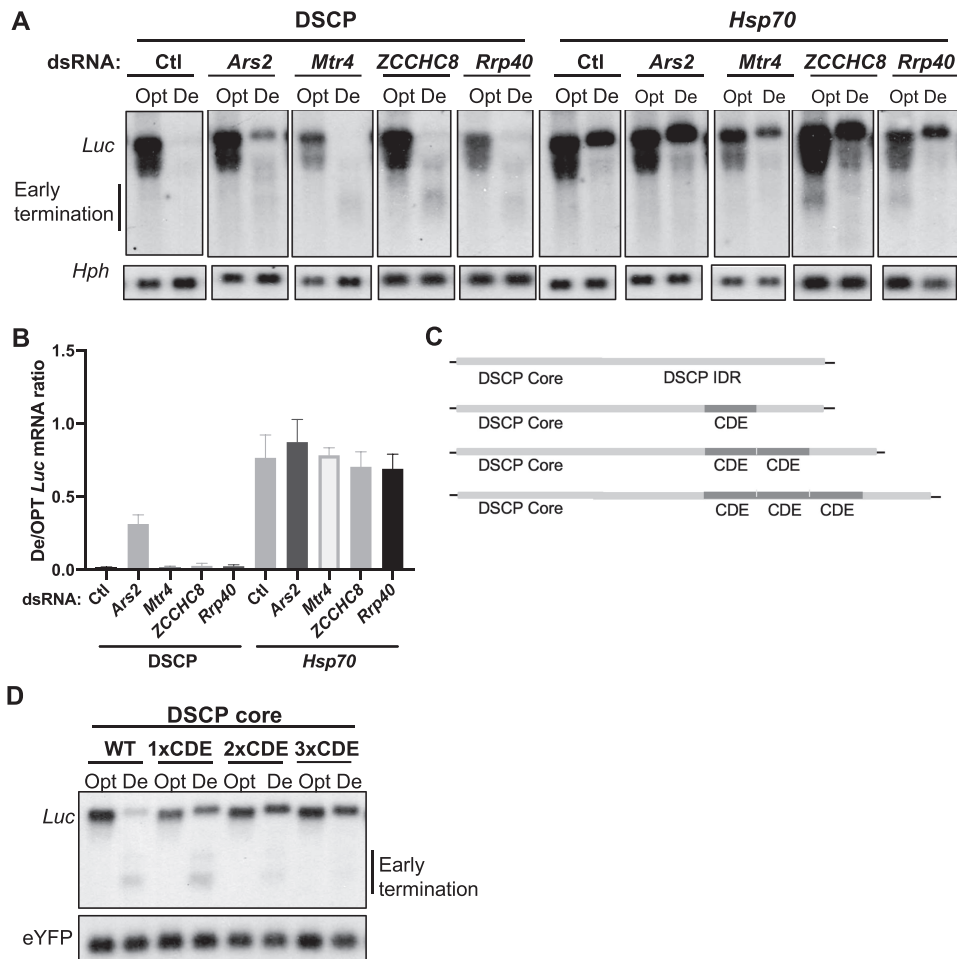 A
DSCP Hsp70
dsRNA: Ctl Ars2 Mtr4 ZCCHC8 Rrp40 Ctl Ars2 Mtr4 ZCCHC8 Rrp40
Opt De Opt De Opt De Opt De Opt De Opt De Opt De Opt De Opt De Opt De
Luc
Early
termination
Hph
B
De/OPT Luc mRNA ratio
1.5
1.0
0.5
0.0
dsRNA: Ctl Ars2 Mtr4 ZCCHC8 Rrp40 Ctl Ars2 Mtr4 ZCCHC8 Rrp40
DSCP Hsp70
C
DSCP Core DSCP IDR
DSCP Core CDE
DSCP Core CDE CDE
DSCP Core CDE CDE CDE
D
DSCP core
WT 1xCDE 2xCDE 3xCDE
Opt De Opt De Opt De Opt De
Luc
Early
termination
eYFP